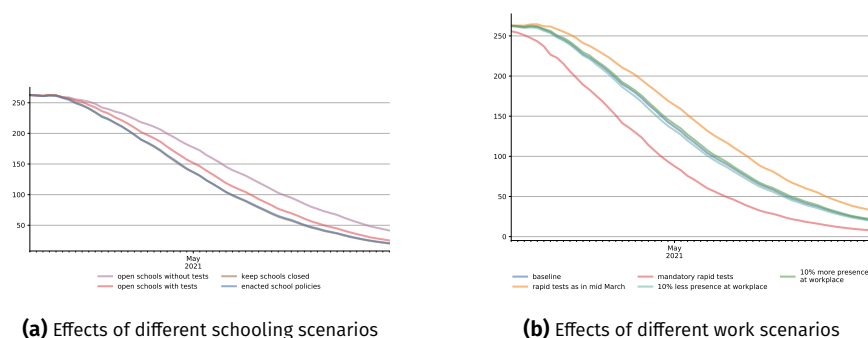 250
200
150
100
50
May
2021
open schools without tests
keep schools closed
open schools with tests
enacted school policies
(a) Effects of different schooling scenarios
250
200
150
100
50
0
May
2021
baseline
mandatory rapid tests
10% more presence
at workplace
rapid tests as in mid March
10% less presence at workplace
(b) Effects of different work scenarios